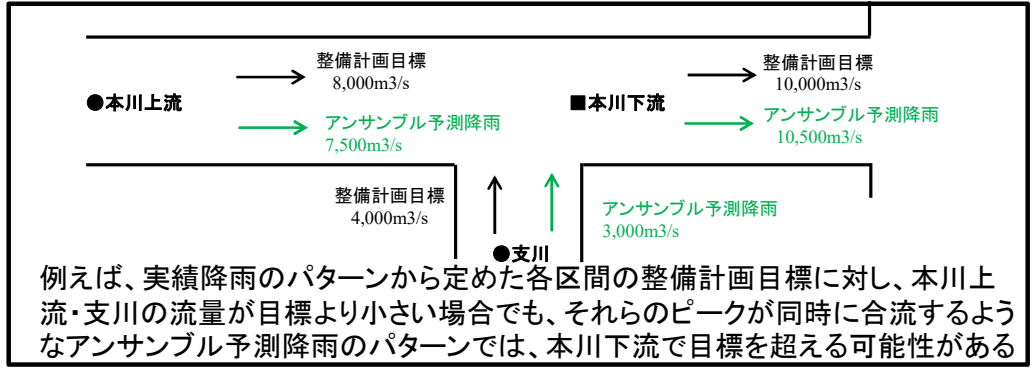 整備計画目標
8,000m3/s
整備計画目標
10,000m3/s
●本川上流
■本川下流
アンサンブル予測降雨
7,500m3/s
アンサンブル予測降雨
10,500m3/s
整備計画目標
4,000m3/s
アンサンブル予測降雨
3,000m3/s
●支川
例えば、実績降雨のパターンから定めた各区間の整備計画目標に対し、本川上
流・支川の流量が目標より小さい場合でも、それらのピークが同時に合流するよう
なアンサンブル予測降雨のパターンでは、本川下流で目標を超える可能性がある